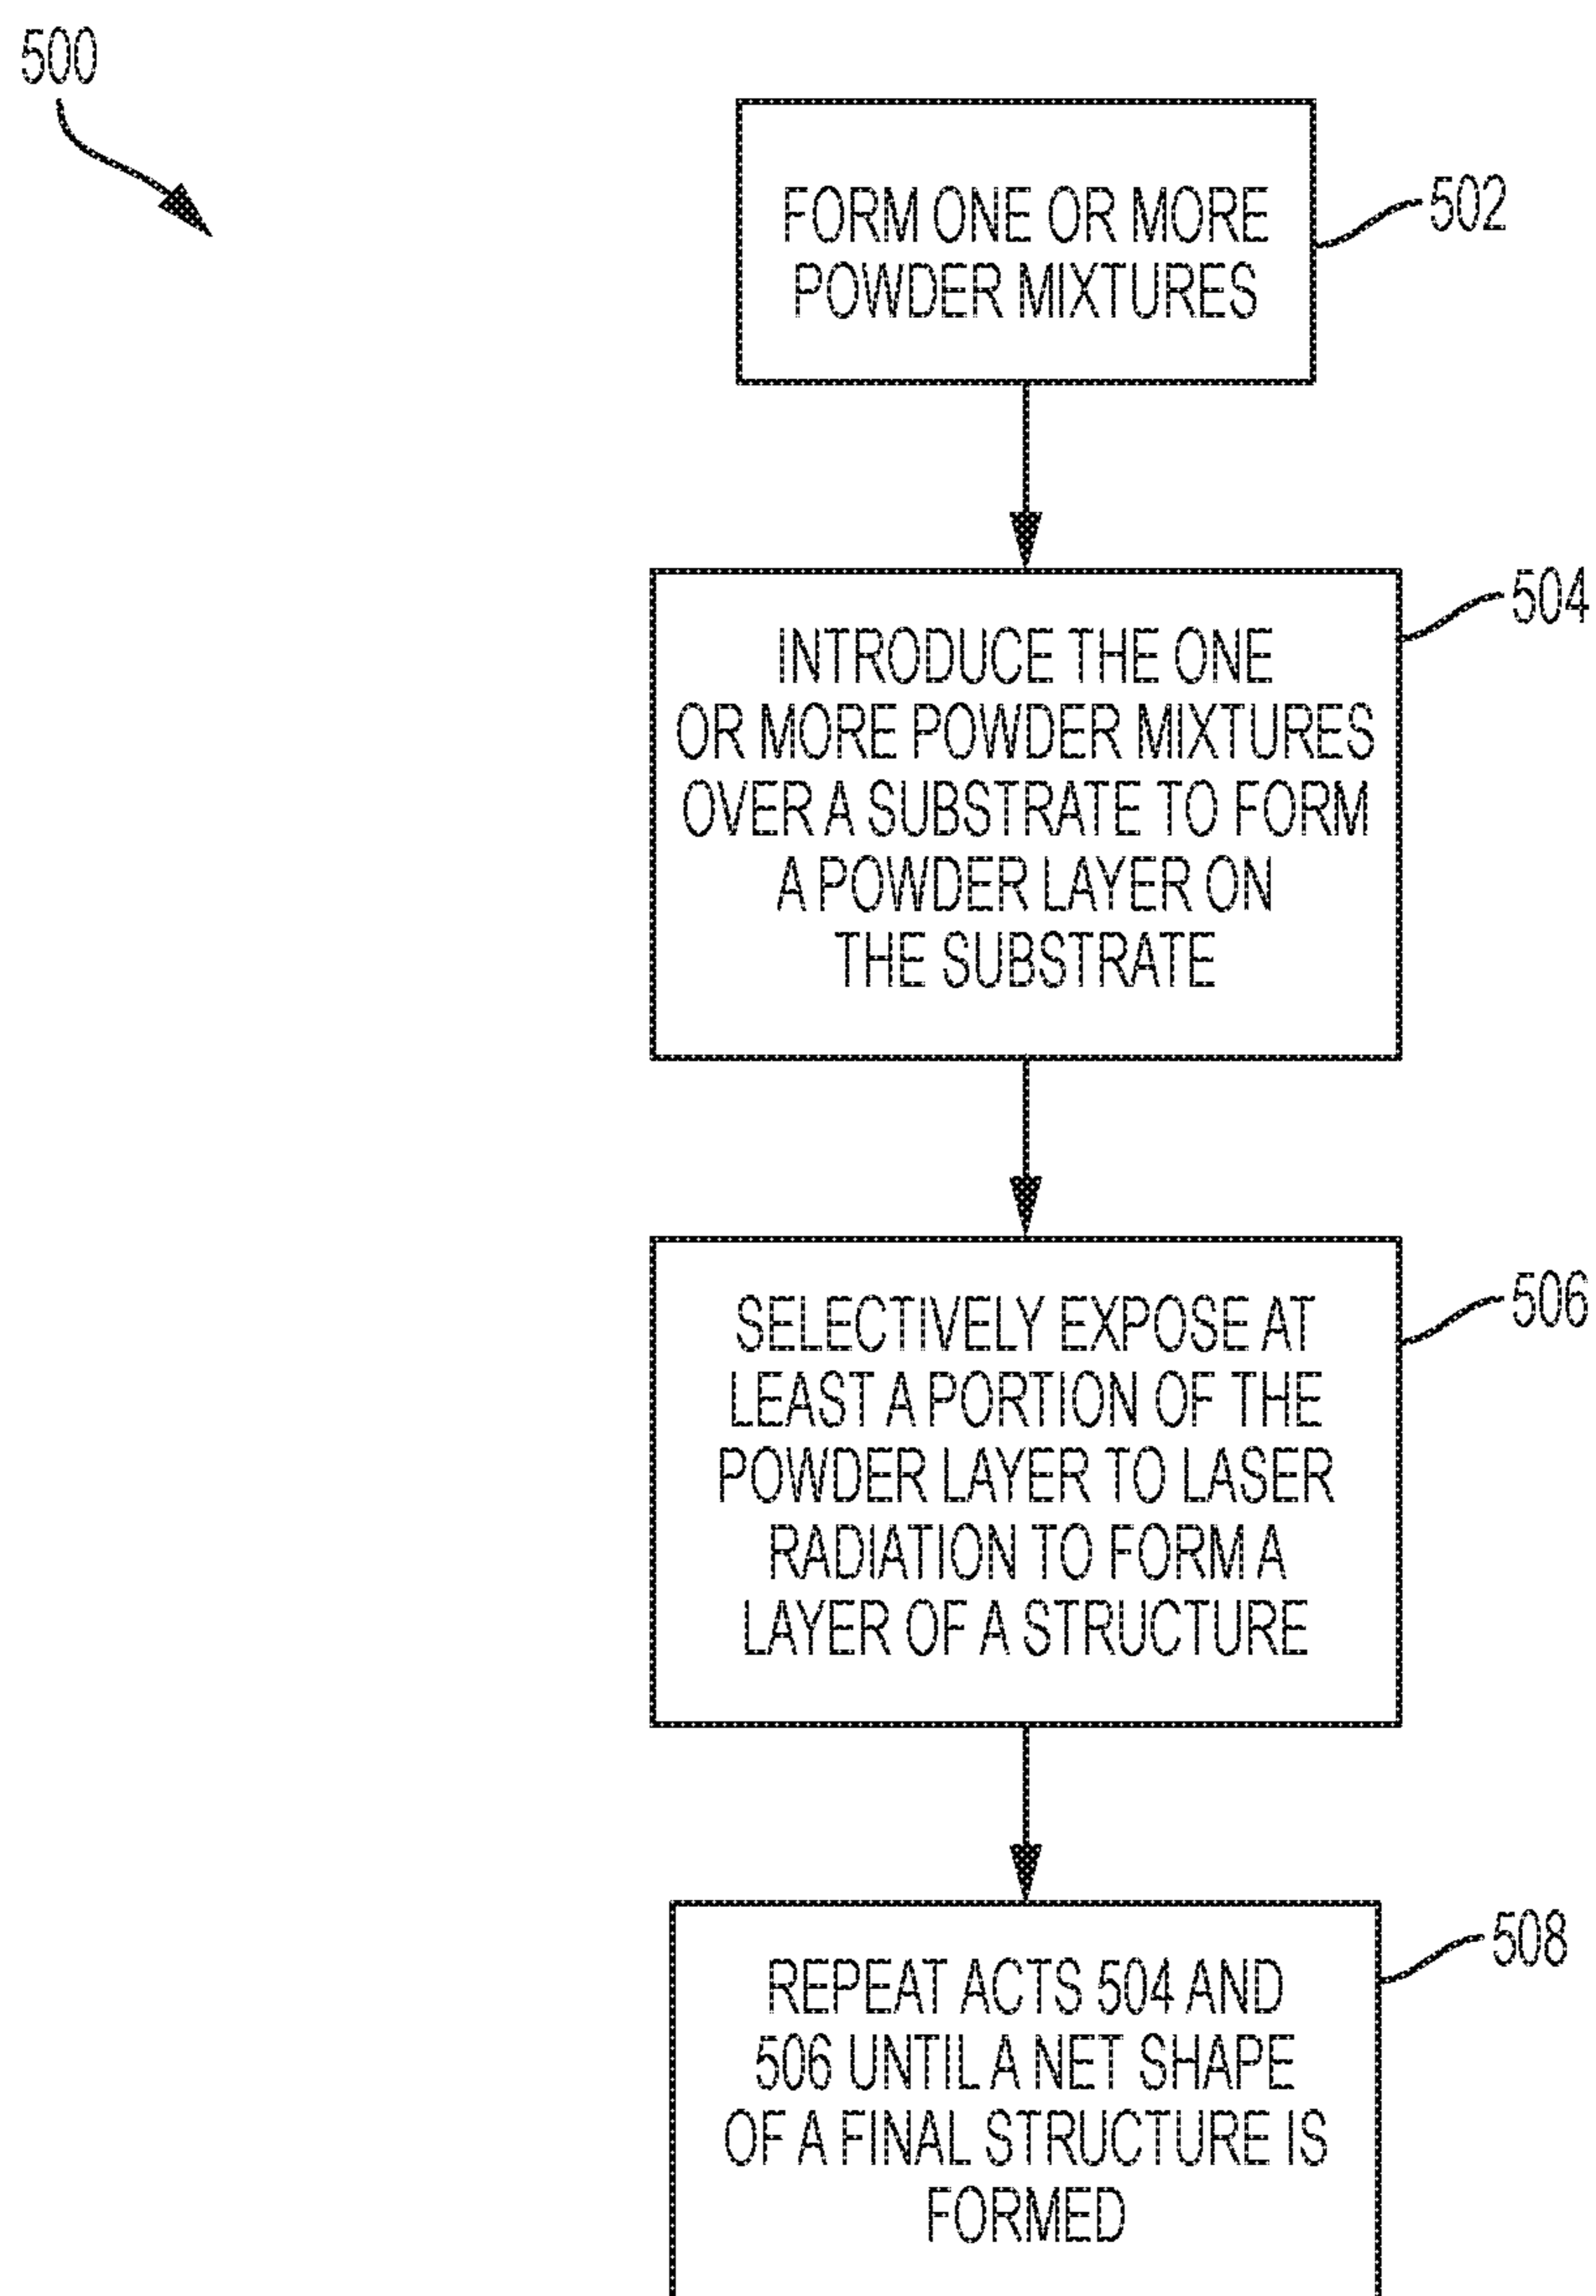 500
FORM ONE OR MORE
POWDER MIXTURES
502
INTRODUCE THE ONE
OR MORE POWDER MIXTURES
OVER A SUBSTRATE TO FORM
A POWDER LAYER ON
THE SUBSTRATE
504
SELECTIVELY EXPOSE AT
LEAST A PORTION OF THE
POWDER LAYER TO LASER
RADIATION TO FORM A
LAYER OF A STRUCTURE
506
REPEAT ACTS 504 AND
506 UNTIL A NET SHAPE
OF A FINAL STRUCTURE IS
FORMED
508